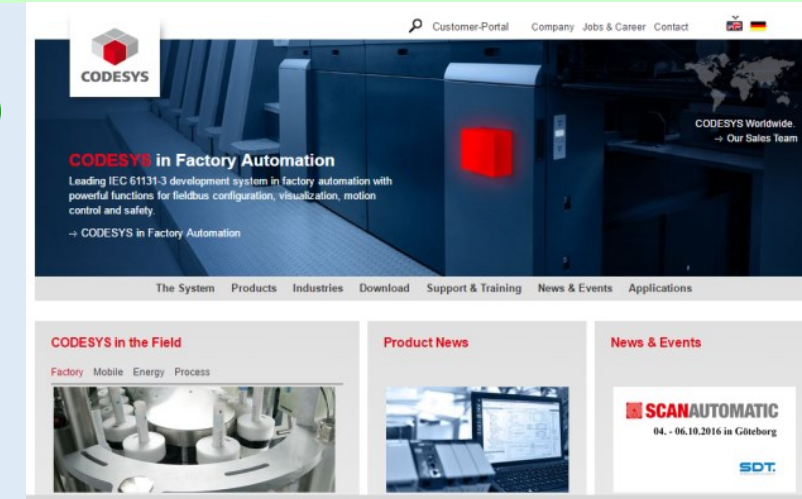 Customer-Portal Company Jobs & Career Contact
CODESYS
CODESYS Worldwide.
→ Our Sales Team
CODESYS in Factory Automation
Leading IEC 61131-3 development system in factory automation with
powerful functions for fieldbus configuration, visualization, motion
control and safety.
→ CODESYS in Factory Automation
The System Products Industries Download Support & Training News & Events Applications
CODESYS in the Field
Factory Mobile Energy Process
Product News
News & Events
SCANAUTOMATIC
04. - 06.10.2016 in Göteborg
SDT.